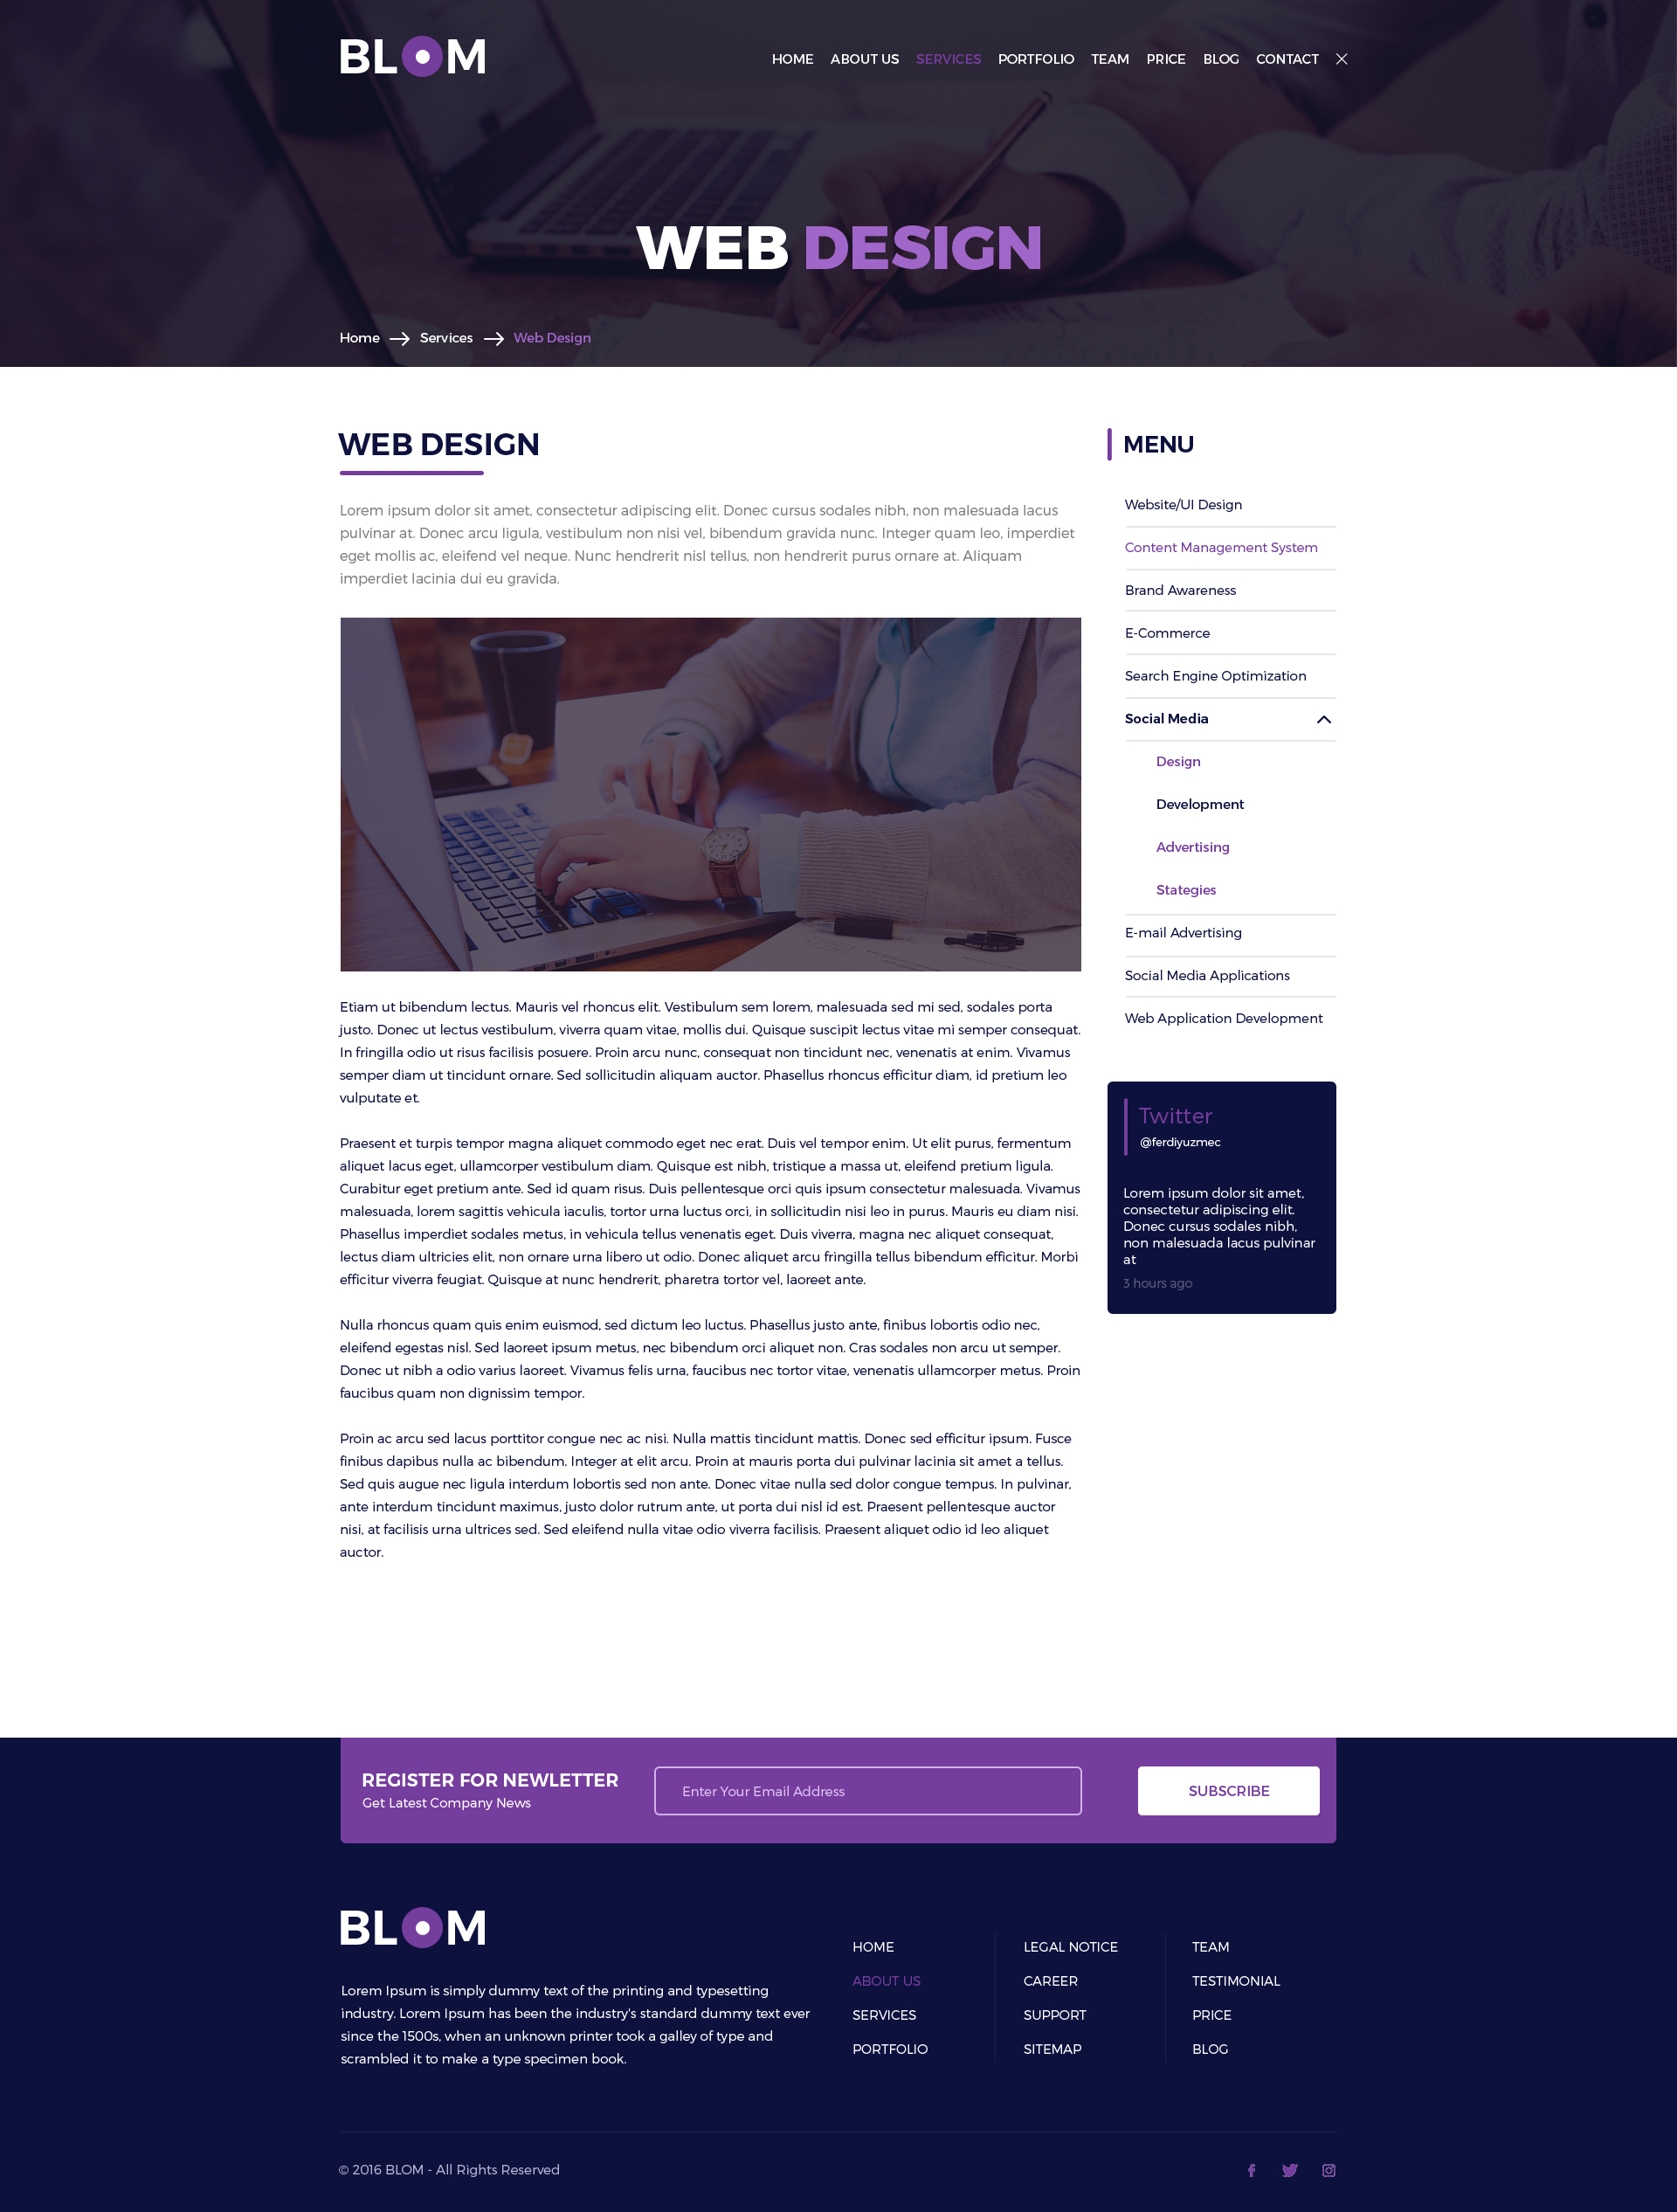 BLOM
HOME ABOUT US SERVICES PORTFOLIO TEAM PRICE BLOG CONTACT
WEB DESIGN
Home Services Web Design
WEB DESIGN
Lorem ipsum dolor sit amet, consectetur adipiscing elit. Donec cursus sodales nibh, non malesuada lacus
pulvinar at. Donec arcu ligula, vestibulum non nisi vel, bibendum gravida nunc. Integer quam leo, imperdiet
eget mollis ac, eleifend vel neque. Nunc hendrerit nisl tellus, non hendrerit purus ornare at. Aliquam
imperdiet lacinia dui eu gravida.
Etiam ut bibendum lectus. Mauris vel rhoncus elit. Vestibulum sem lorem, malesuada sed mi sed, sodales porta
justo. Donec ut lectus vestibulum, viverra quam vitae, mollis dui. Quisque suscipit lectus vitae mi semper consequat.
In fringilla odio ut risus facilisis posuere. Proin arcu nunc, consequat non tincidunt nec, venenatis at enim. Vivamus
semper diam ut tincidunt ornare. Sed sollicitudin aliquam auctor. Phasellus rhoncus efficitur diam, id pretium leo
vulputate et.
Praesent et turpis tempor magna aliquet commodo eget nec erat. Duis vel tempor enim. Ut elit purus, fermentum
aliquet lacus eget, ullamcorper vestibulum diam. Quisque est nibh, tristique a massa ut, eleifend pretium ligula.
Curabitur eget pretium ante. Sed id quam risus. Duis pellentesque orci quis ipsum consectetur malesuada. Vivamus
malesuada, lorem sagittis vehicula iaculis, tortor urna luctus orci, in sollicitudin nisi leo in purus. Mauris eu diam nisi.
Phasellus imperdiet sodales metus, in vehicula tellus venenatis eget. Duis viverra, magna nec aliquet consequat,
lectus diam ultricies elit, non ornare urna libero ut odio. Donec aliquet arcu fringilla tellus bibendum efficitur. Morbi
efficitur viverra feugiat. Quisque at nunc hendrerit, pharetra tortor vel, laoreet ante.
Nulla rhoncus quam quis enim euismod, sed dictum leo luctus. Phasellus justo ante, finibus lobortis odio nec,
eleifend egestas nisl. Sed laoreet ipsum metus, nec bibendum orci aliquet non. Cras sodales non arcu ut semper.
Donec ut nibh a odio varius laoreet. Vivamus felis urna, faucibus nec tortor vitae, venenatis ullamcorper metus. Proin
faucibus quam non dignissim tempor.
Proin ac arcu sed lacus porttitor congue nec ac nisi. Nulla mattis tincidunt mattis. Donec sed efficitur ipsum. Fusce
finibus dapibus nulla ac bibendum. Integer at elit arcu. Proin at mauris porta dui pulvinar lacinia sit amet a tellus.
Sed quis augue nec ligula interdum lobortis sed non ante. Donec vitae nulla sed dolor congue tempus. In pulvinar,
ante interdum tincidunt maximus, justo dolor rutrum ante, ut porta dui nisl id est. Praesent pellentesque auctor
nisi, at facilisis urna ultrices sed. Sed eleifend nulla vitae odio viverra facilisis. Praesent aliquet odio id leo aliquet
auctor.
MENU
Website/UI Design
Content Management System
Brand Awareness
E-Commerce
Search Engine Optimization
Social Media
Design
Development
Advertising
Stategies
E-mail Advertising
Social Media Applications
Web Application Development
Twitter
@ferdiyuzmec
Lorem ipsum dolor sit amet,
consectetur adipiscing elit.
Donec cursus sodales nibh,
non malesuada lacus pulvinar
at
3 hours ago
REGISTER FOR NEWLETTER
Get Latest Company News
Enter Your Email Address
SUBSCRIBE
BLOM
Lorem Ipsum is simply dummy text of the printing and typesetting
industry. Lorem Ipsum has been the industry's standard dummy text ever
since the 1500s, when an unknown printer took a galley of type and
scrambled it to make a type specimen book.
HOME
ABOUT US
SERVICES
PORTFOLIO
LEGAL NOTICE
CAREER
SUPPORT
SITEMAP
TEAM
TESTIMONIAL
PRICE
BLOG
© 2016 BLOM - All Rights Reserved